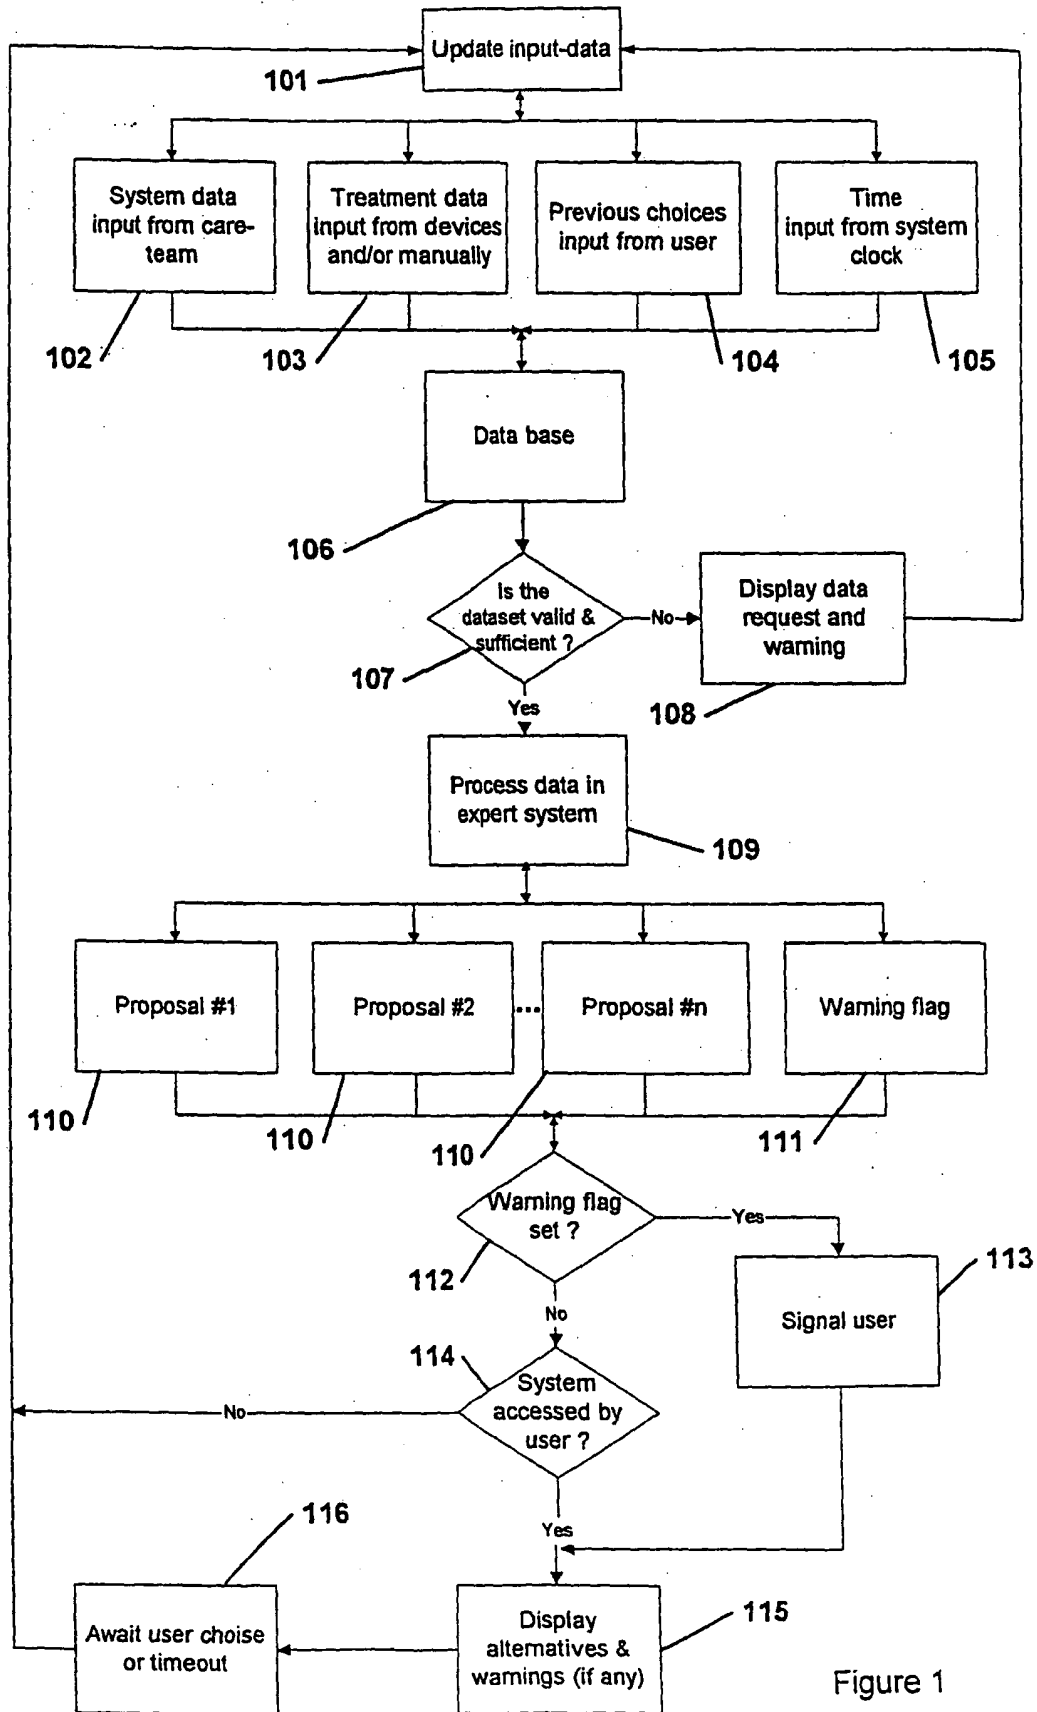 Update input-data
101
System data
input from care-
team
Treatment data
input from devices
and/or manually
Previous choices
input from user
Time
input from system
clock
102
103
104
105
Data base
106
Is the
dataset valid &
sufficient ?
No
Display data
request and
warning
107
108
Yes
Process data in
expert system
109
Proposal #1
Proposal #2
...
Proposal #n
Warning flag
110
110
110
111
Warning flag
set ?
Yes
112
113
Signal user
No
114
System
accessed by
user ?
No
Yes
116
Await user choise
or timeout
Display
alternatives &
warnings (if any)
115
Figure 1